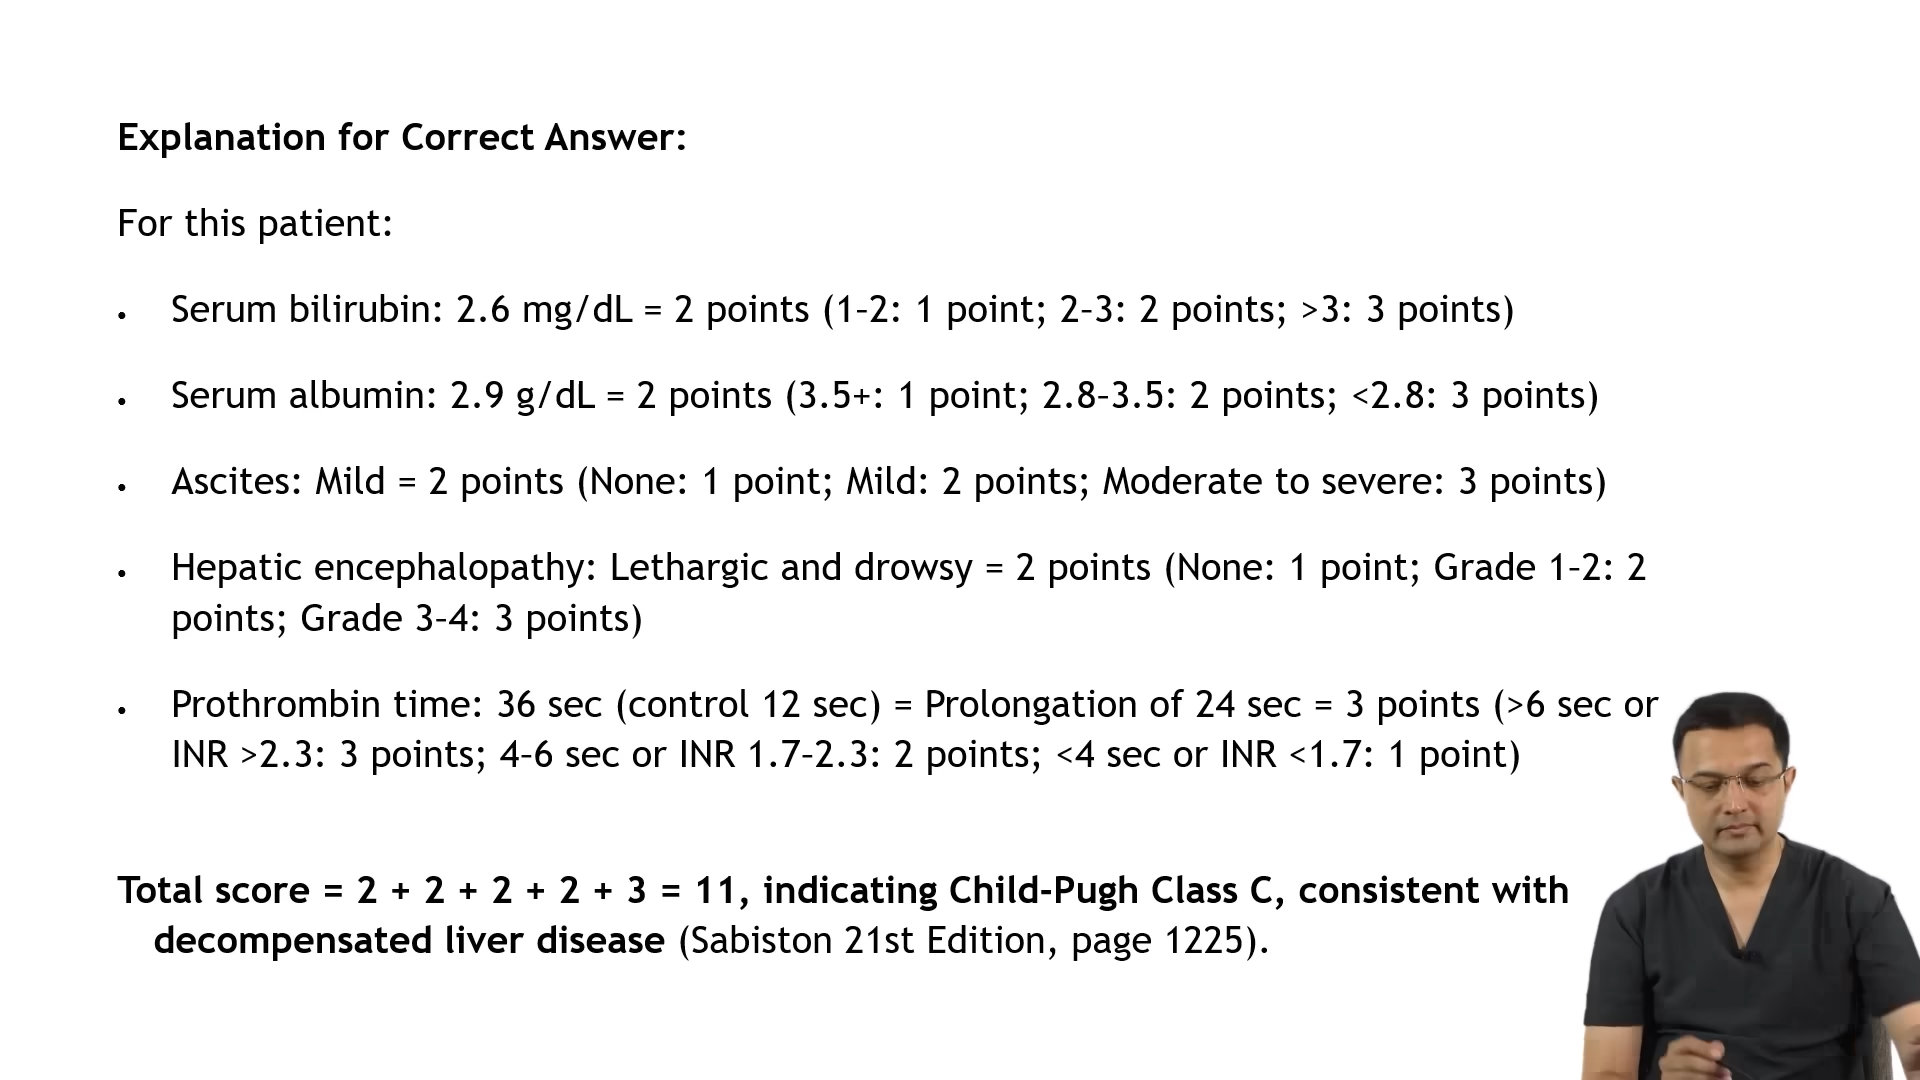 Explanation for Correct Answer:
For this patient:
• Serum bilirubin: 2.6 mg/dL = 2 points (1–2: 1 point; 2–3: 2 points; >3: 3 points)
• Serum albumin: 2.9 g/dL = 2 points (3.5+: 1 point; 2.8–3.5: 2 points; <2.8: 3 points)
• Ascites: Mild = 2 points (None: 1 point; Mild: 2 points; Moderate to severe: 3 points)
• Hepatic encephalopathy: Lethargic and drowsy = 2 points (None: 1 point; Grade 1–2: 2
points; Grade 3–4: 3 points)
• Prothrombin time: 36 sec (control 12 sec) = Prolongation of 24 sec = 3 points (>6 sec or
INR >2.3: 3 points; 4–6 sec or INR 1.7–2.3: 2 points; <4 sec or INR <1.7: 1 point)
Total score = 2 + 2 + 2 + 2 + 3 = 11, indicating Child-Pugh Class C, consistent with
decompensated liver disease (Sabiston 21st Edition, page 1225).